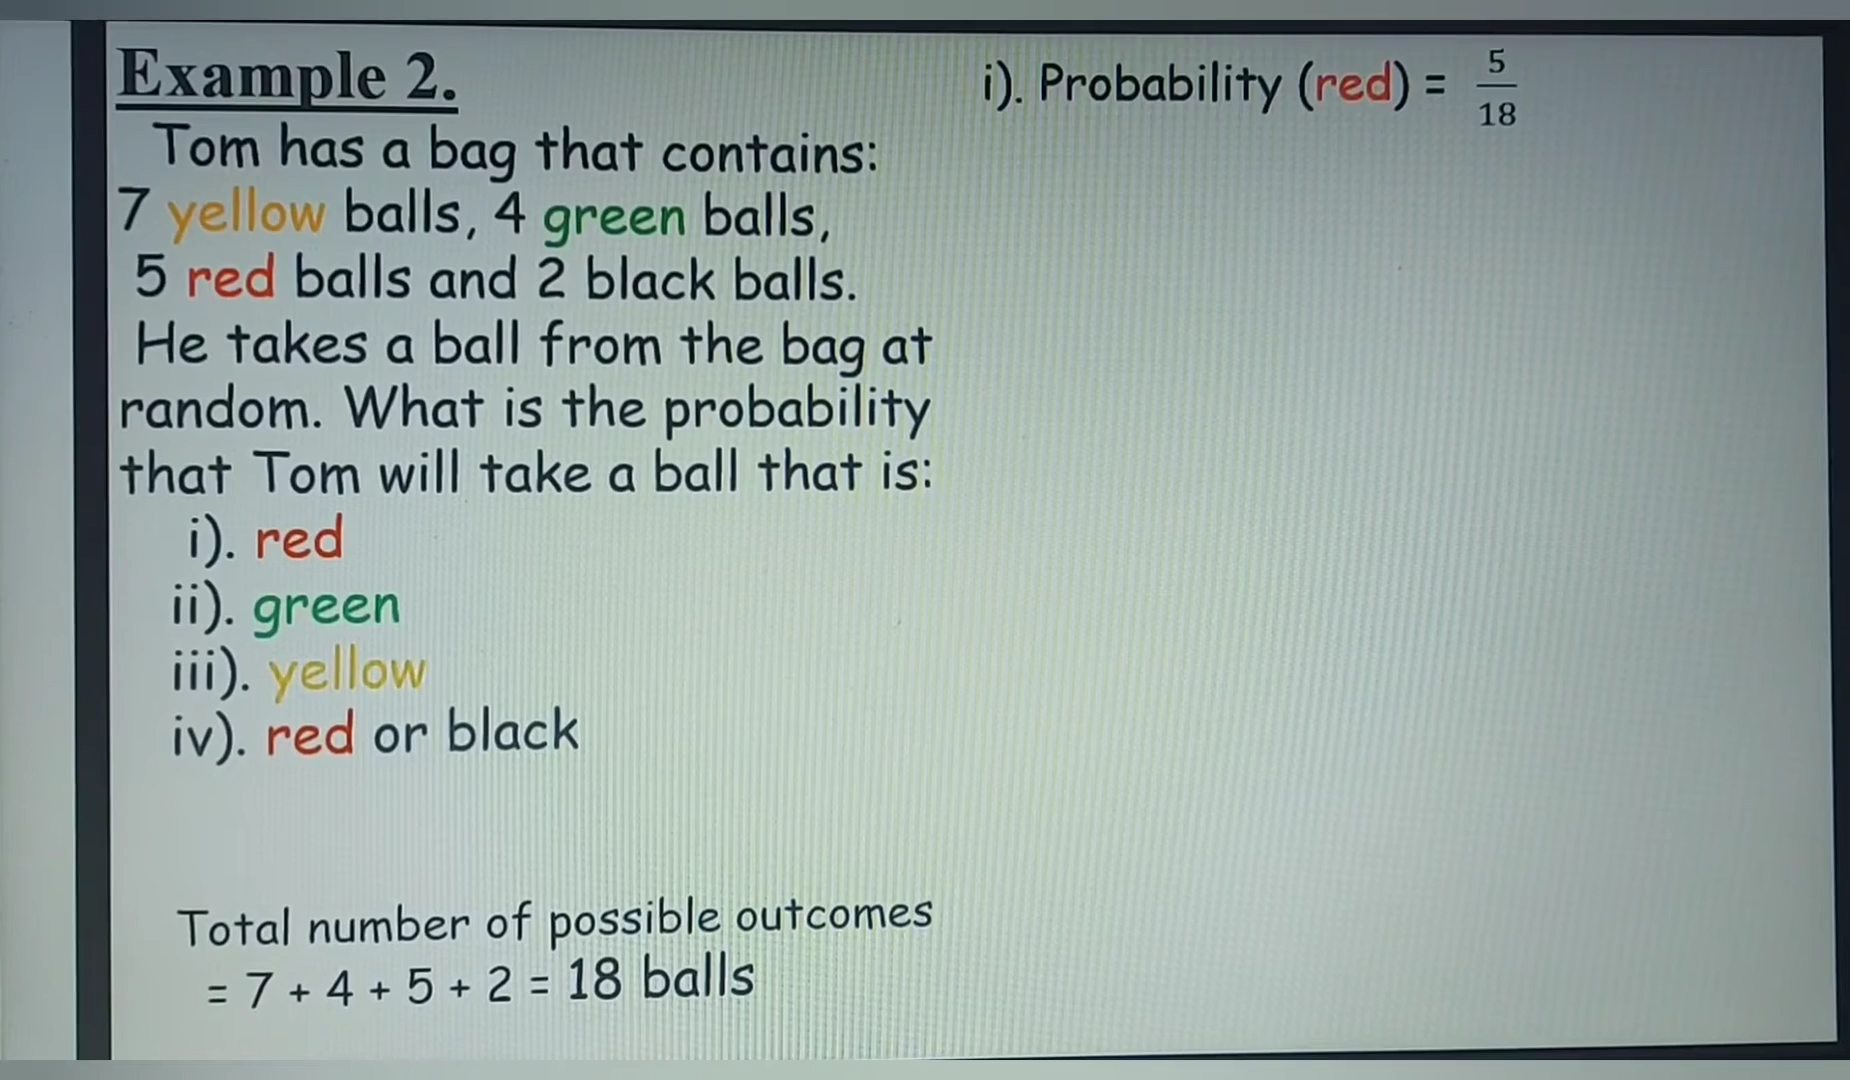 Example 2.
Tom has a bag that contains:
7 yellow balls, 4 green balls,
5 red balls and 2 black balls.
He takes a ball from the bag at
random. What is the probability
that Tom will take a ball that is:
i). red
ii). green
iii). yellow
iv). red or black
Total number of possible outcomes
= 7 + 4 + 5 + 2 = 18 balls
i). Probability (red) = 5/18